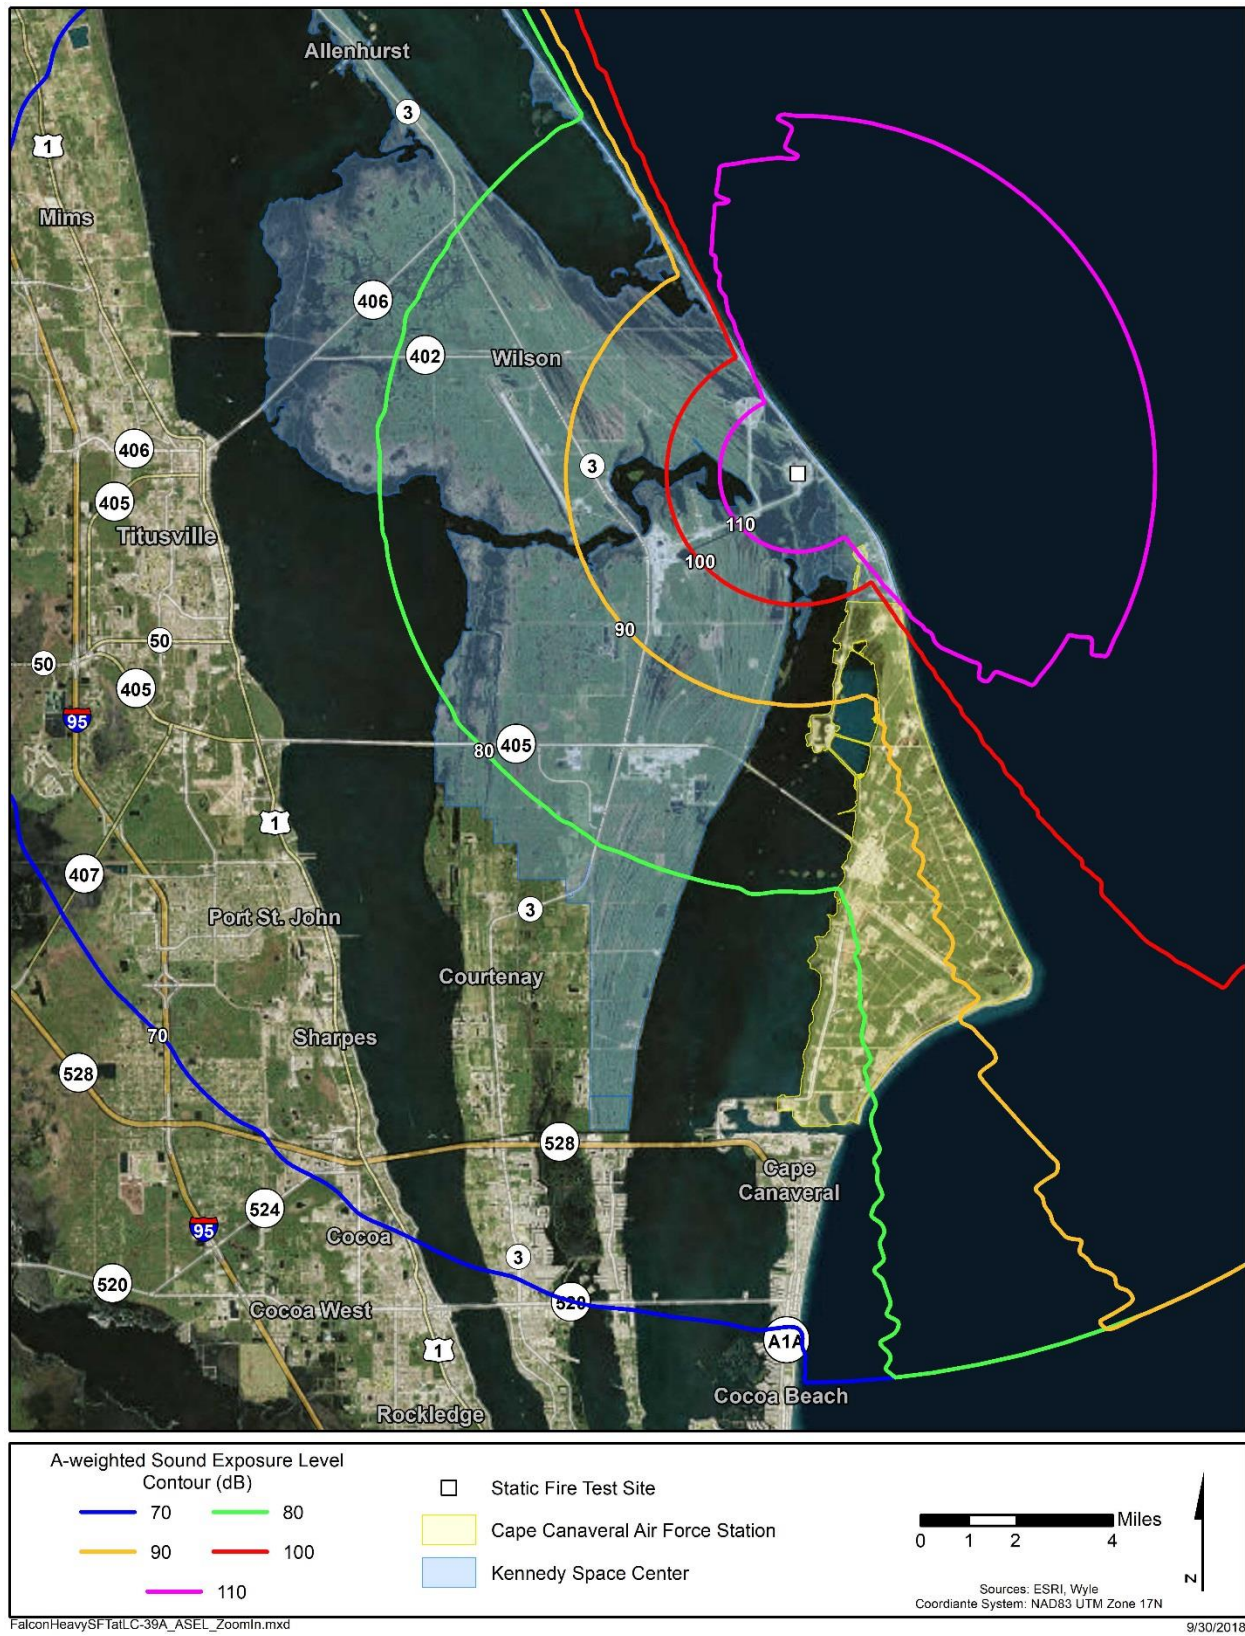 Allenhurst
3
1
Mims
406
402
Wilson
406
3
405
Titusville
110
100
90
50
50
405
95
80
405
1
407
Port St. John
3
Courtenay
70
Sharpes
528
528
Cape
Canaveral
524
95
Cocoa
3
520
Cocoa West
520
A1A
1
Cocoa Beach
Rockledge
A-weighted Sound Exposure Level
Contour (dB)
70
80
90
100
110
Static Fire Test Site
Cape Canaveral Air Force Station
Kennedy Space Center
Miles
0 1 2 4
N
Sources: ESRI, Wyle
Coordiante System: NAD83 UTM Zone 17N
FalconHeavySFTatLC-39A_ASEL_ZoomIn.mxd
9/30/2018